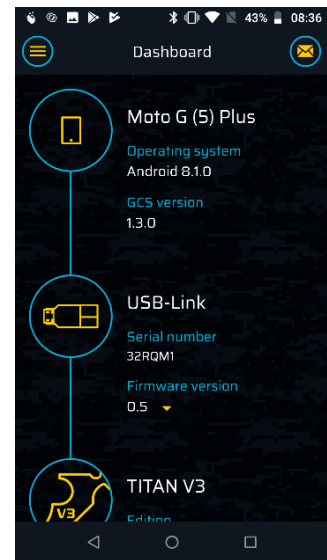 43% 08:36
Dashboard
Moto G (5) Plus
Operating system
Android 8.1.0
GCS version
1.3.0
USB-Link
Serial number
32RQM1
Firmware version
0.5
TITAN V3
V3
Edition